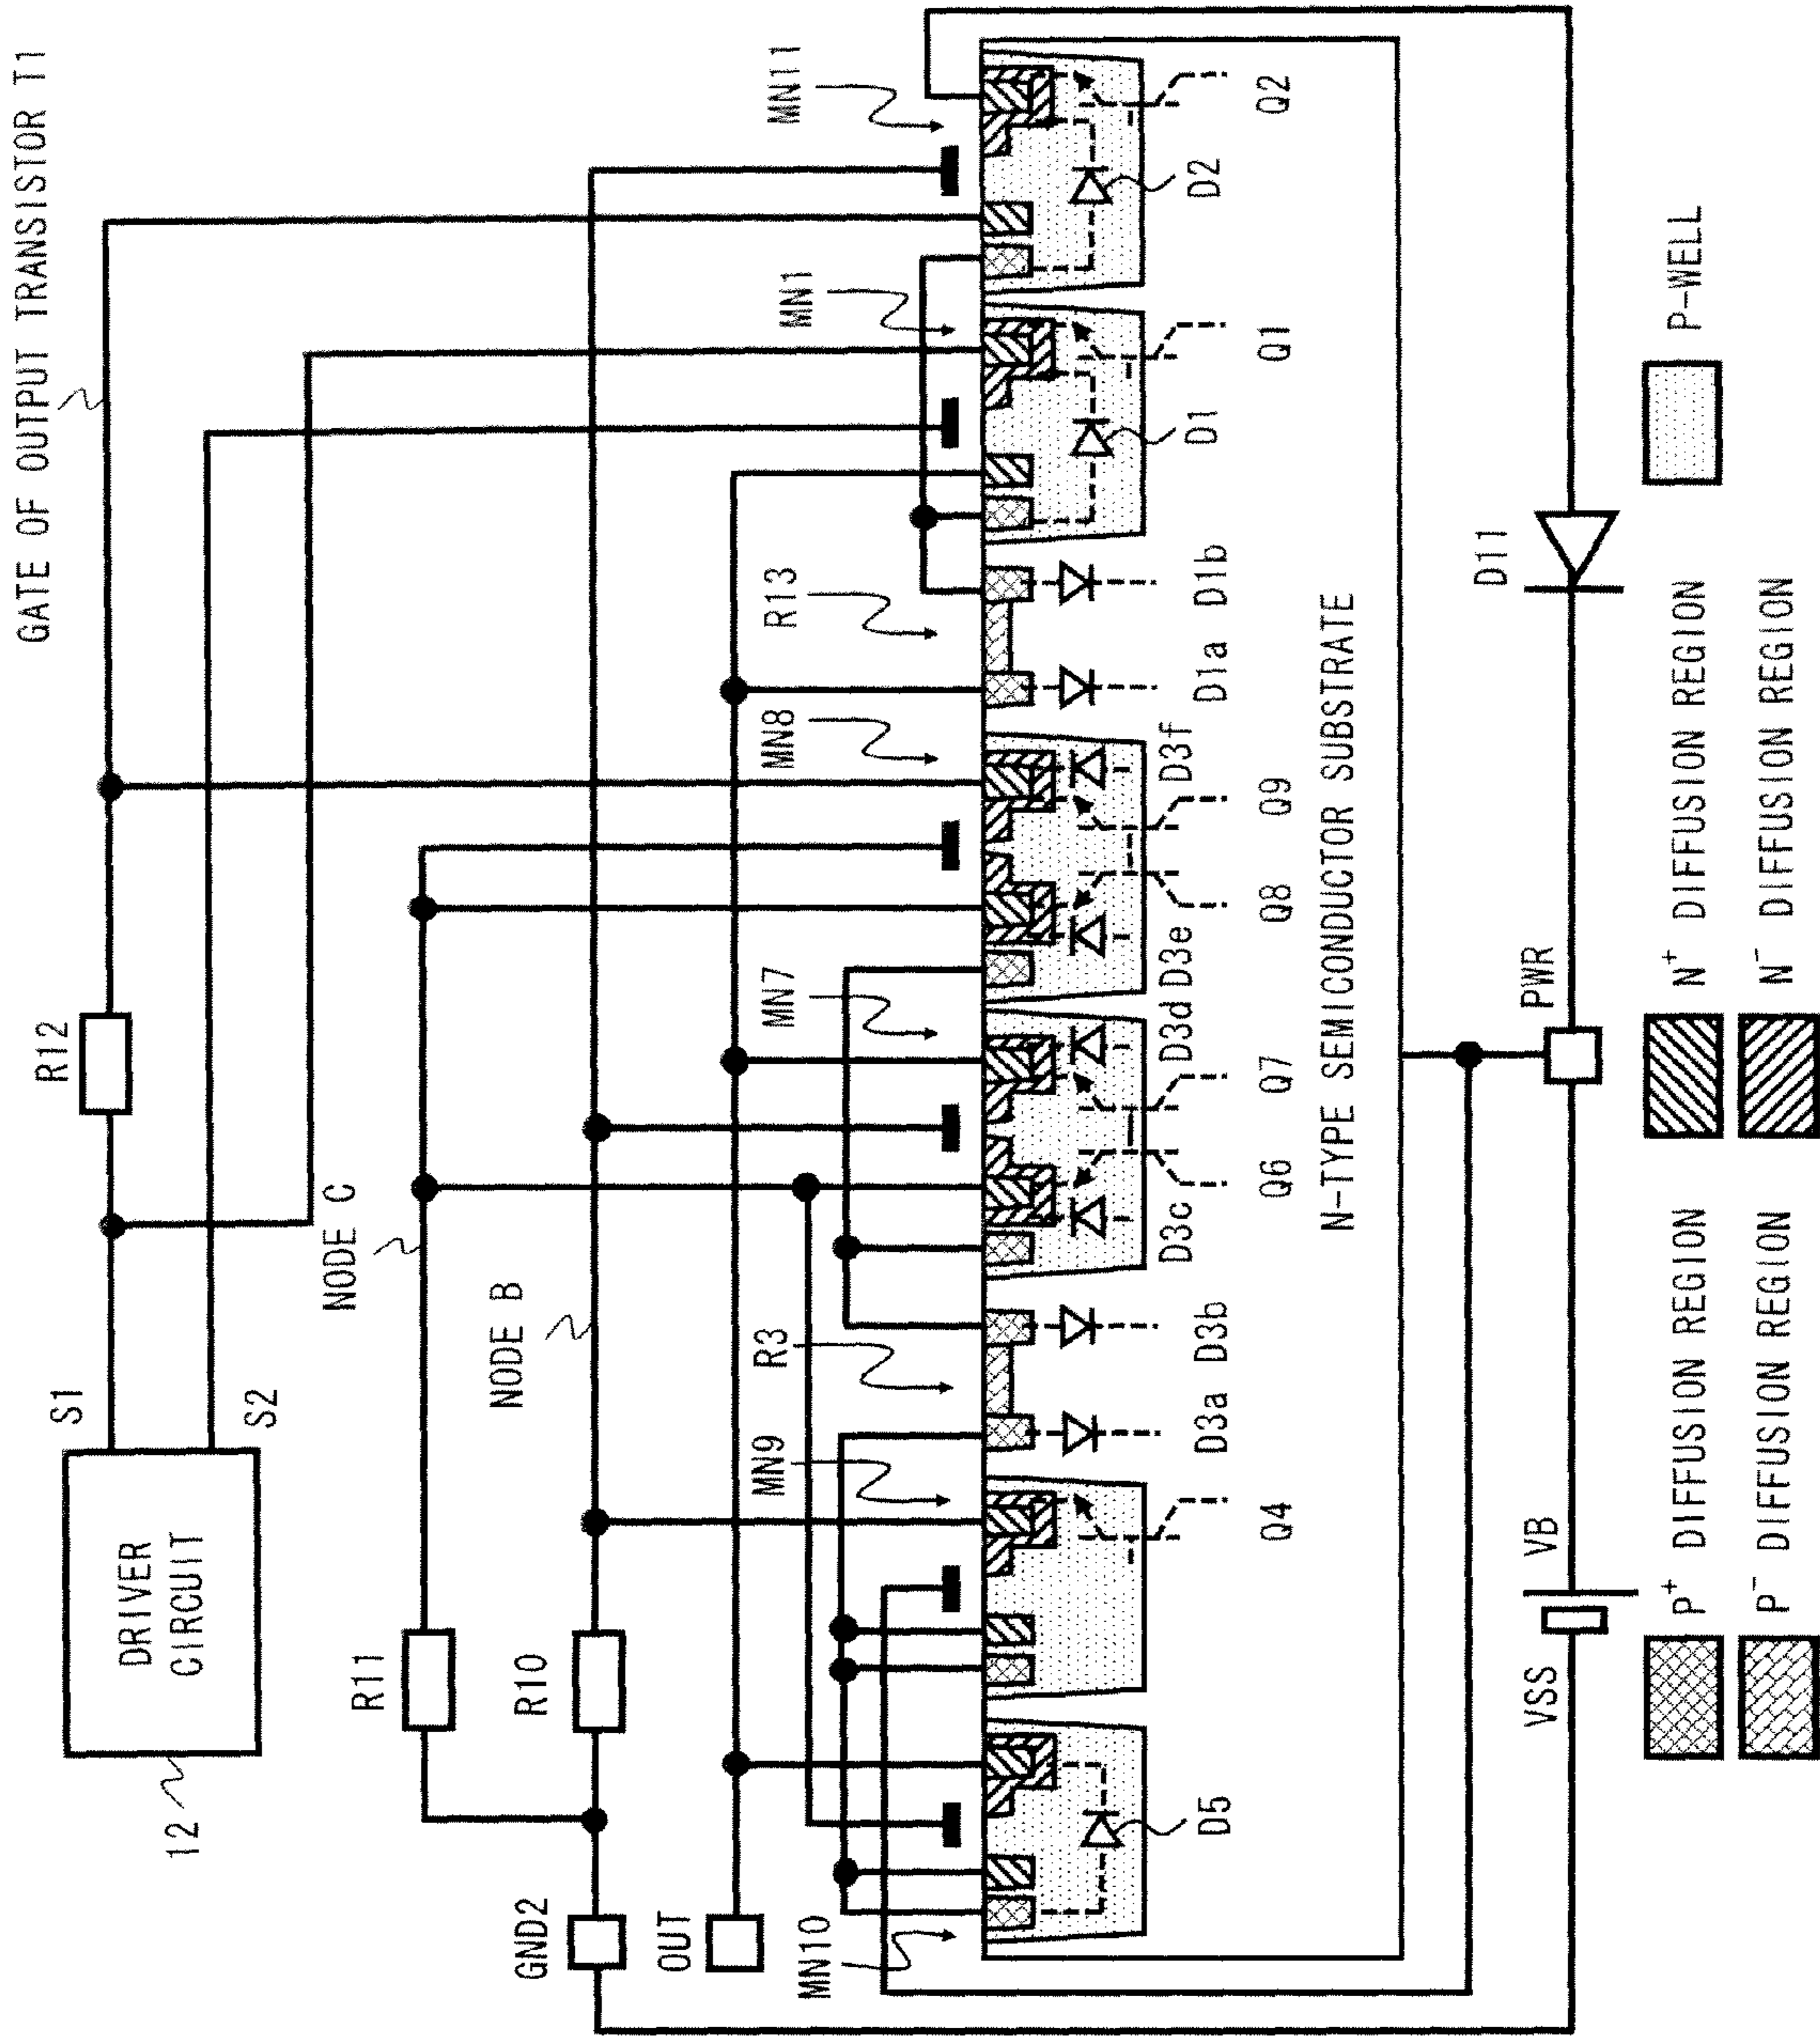 GATE OF OUTPUT TRANSISTOR T1
12
DRIVER
CIRCUIT
S1
S2
R12
NODE C
NODE B
R11
R10
GND2
OUT
MN10
MN9
R3
MN7
MN8
R13
MN1
MN11
D5
Q4
D3a
D3b
D3c
Q6
Q7
D3d
D3e
Q8
Q9
D3f
D1a
D1b
D1
Q1
D2
Q2
N-TYPE SEMICONDUCTOR SUBSTRATE
VSS
VB
PWR
D11
P+ DIFFUSION REGION
N+ DIFFUSION REGION
P-WELL
P- DIFFUSION REGION
N- DIFFUSION REGION